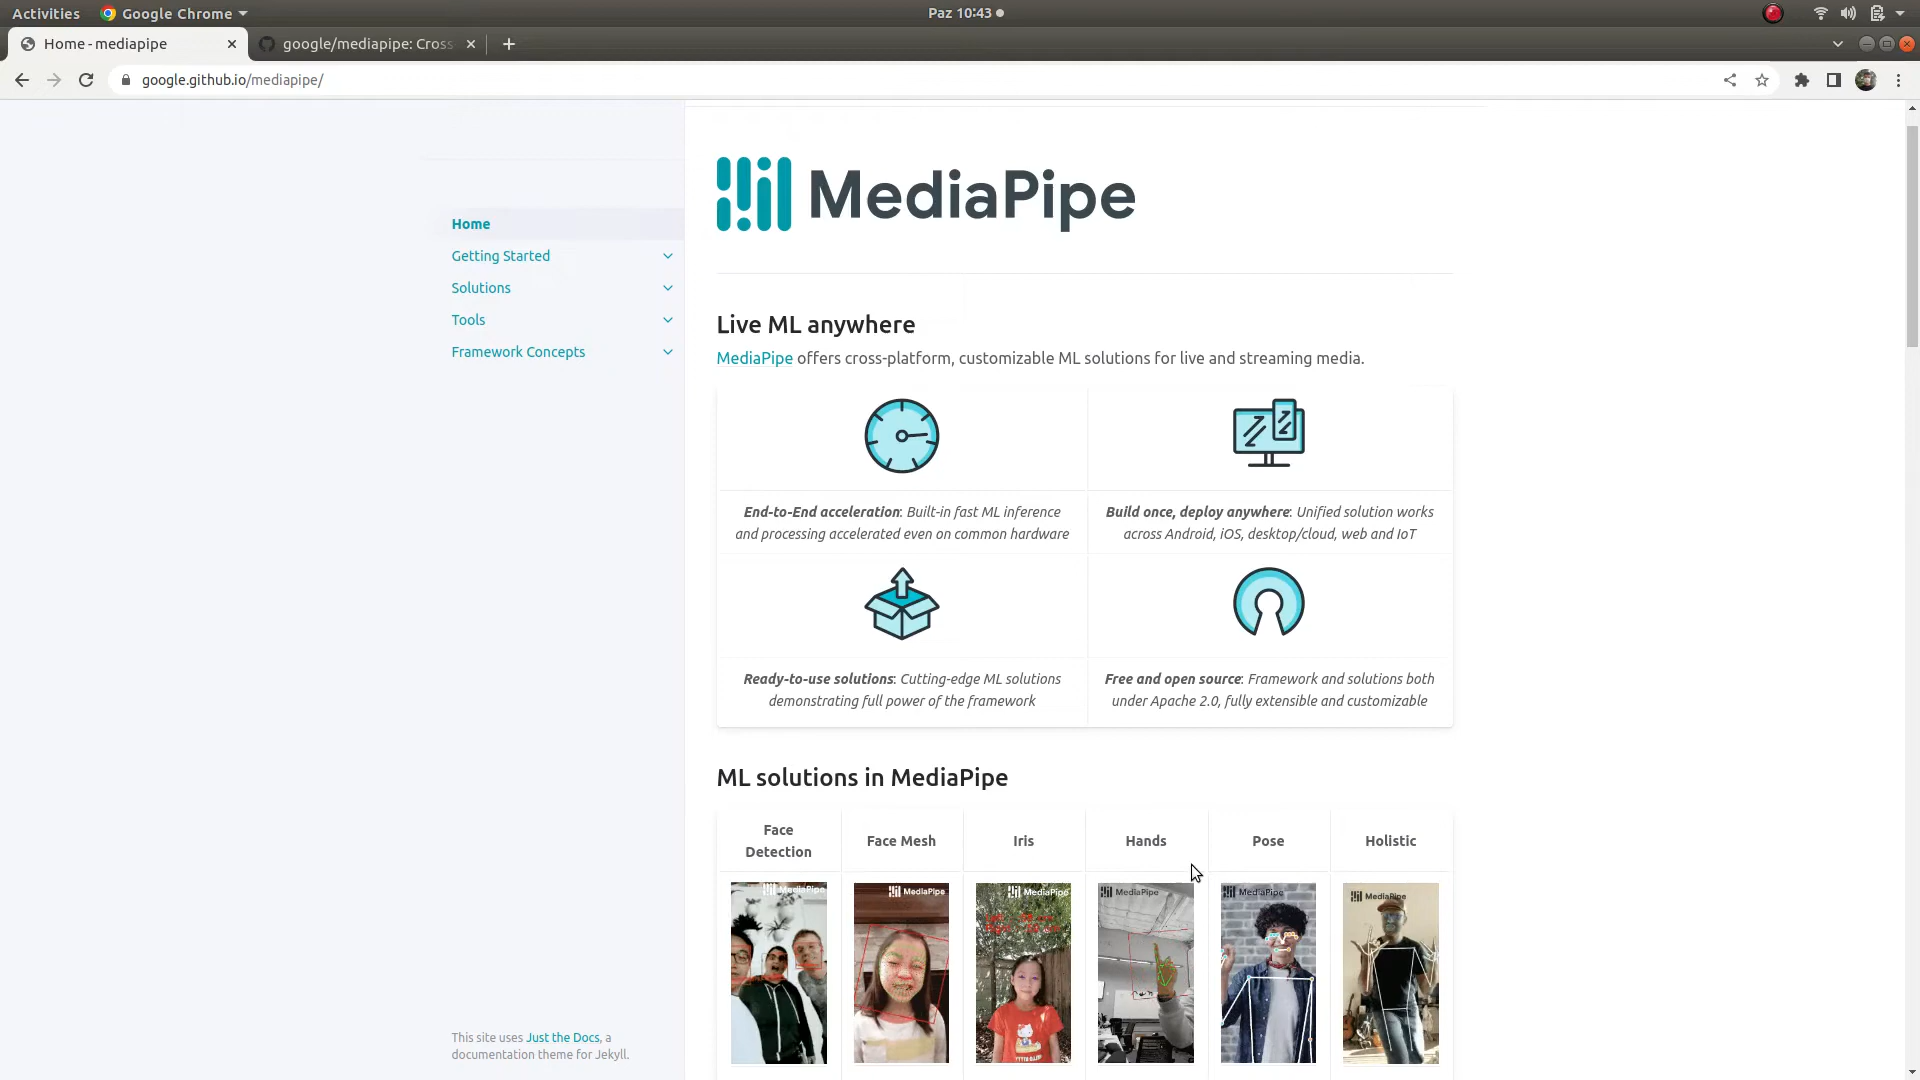 Activities
Google Chrome
Paz 10:43
Home - mediapipe
google/mediapipe: Cross
google.github.io/mediapipe/
Home
Getting Started
Solutions
Tools
Framework Concepts
This site uses Just the Docs, a
documentation theme for Jekyll.
MediaPipe
Live ML anywhere
MediaPipe offers cross-platform, customizable ML solutions for live and streaming media.
End-to-End acceleration: Built-in fast ML inference
and processing accelerated even on common hardware
Build once, deploy anywhere: Unified solution works
across Android, iOS, desktop/cloud, web and IoT
Ready-to-use solutions: Cutting-edge ML solutions
demonstrating full power of the framework
Free and open source: Framework and solutions both
under Apache 2.0, fully extensible and customizable
ML solutions in MediaPipe
Face
Detection
Face Mesh
Iris
Hands
Pose
Holistic
MediaPipe
MediaPipe
MediaPipe
MediaPipe
MediaPipe
MediaPipe